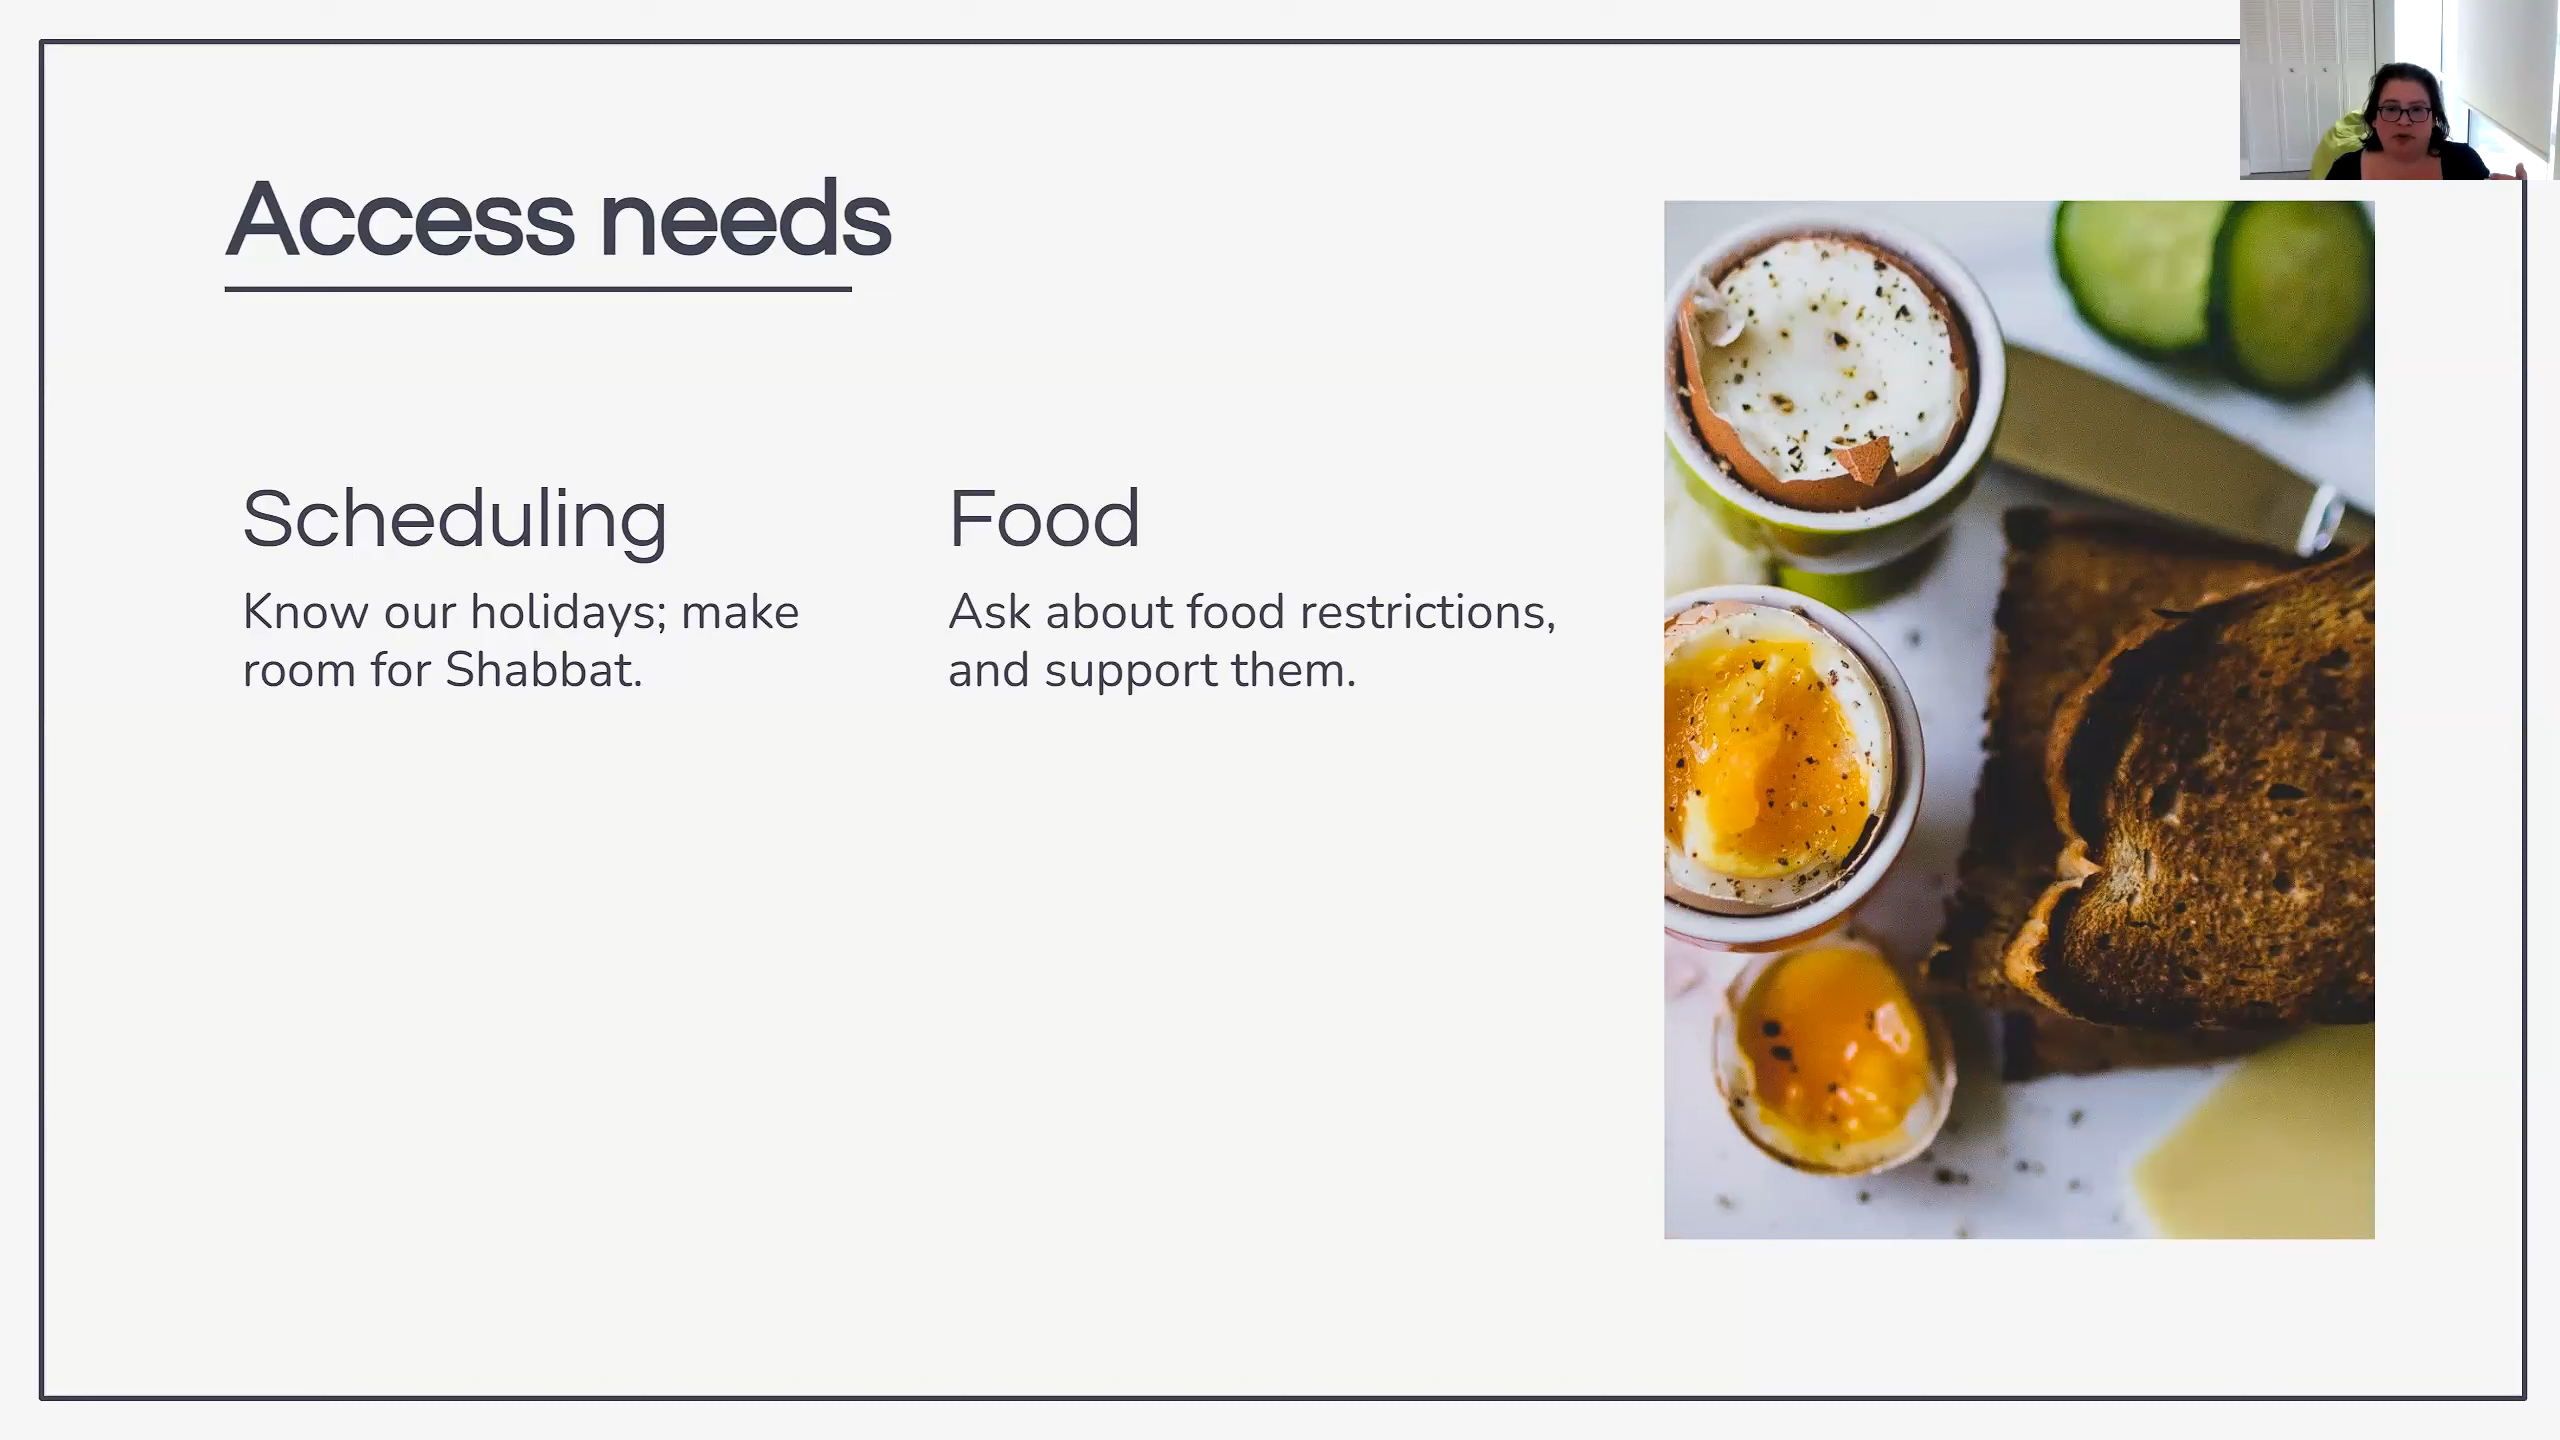 Access needs
Scheduling
Know our holidays; make
room for Shabbat.
Food
Ask about food restrictions,
and support them.